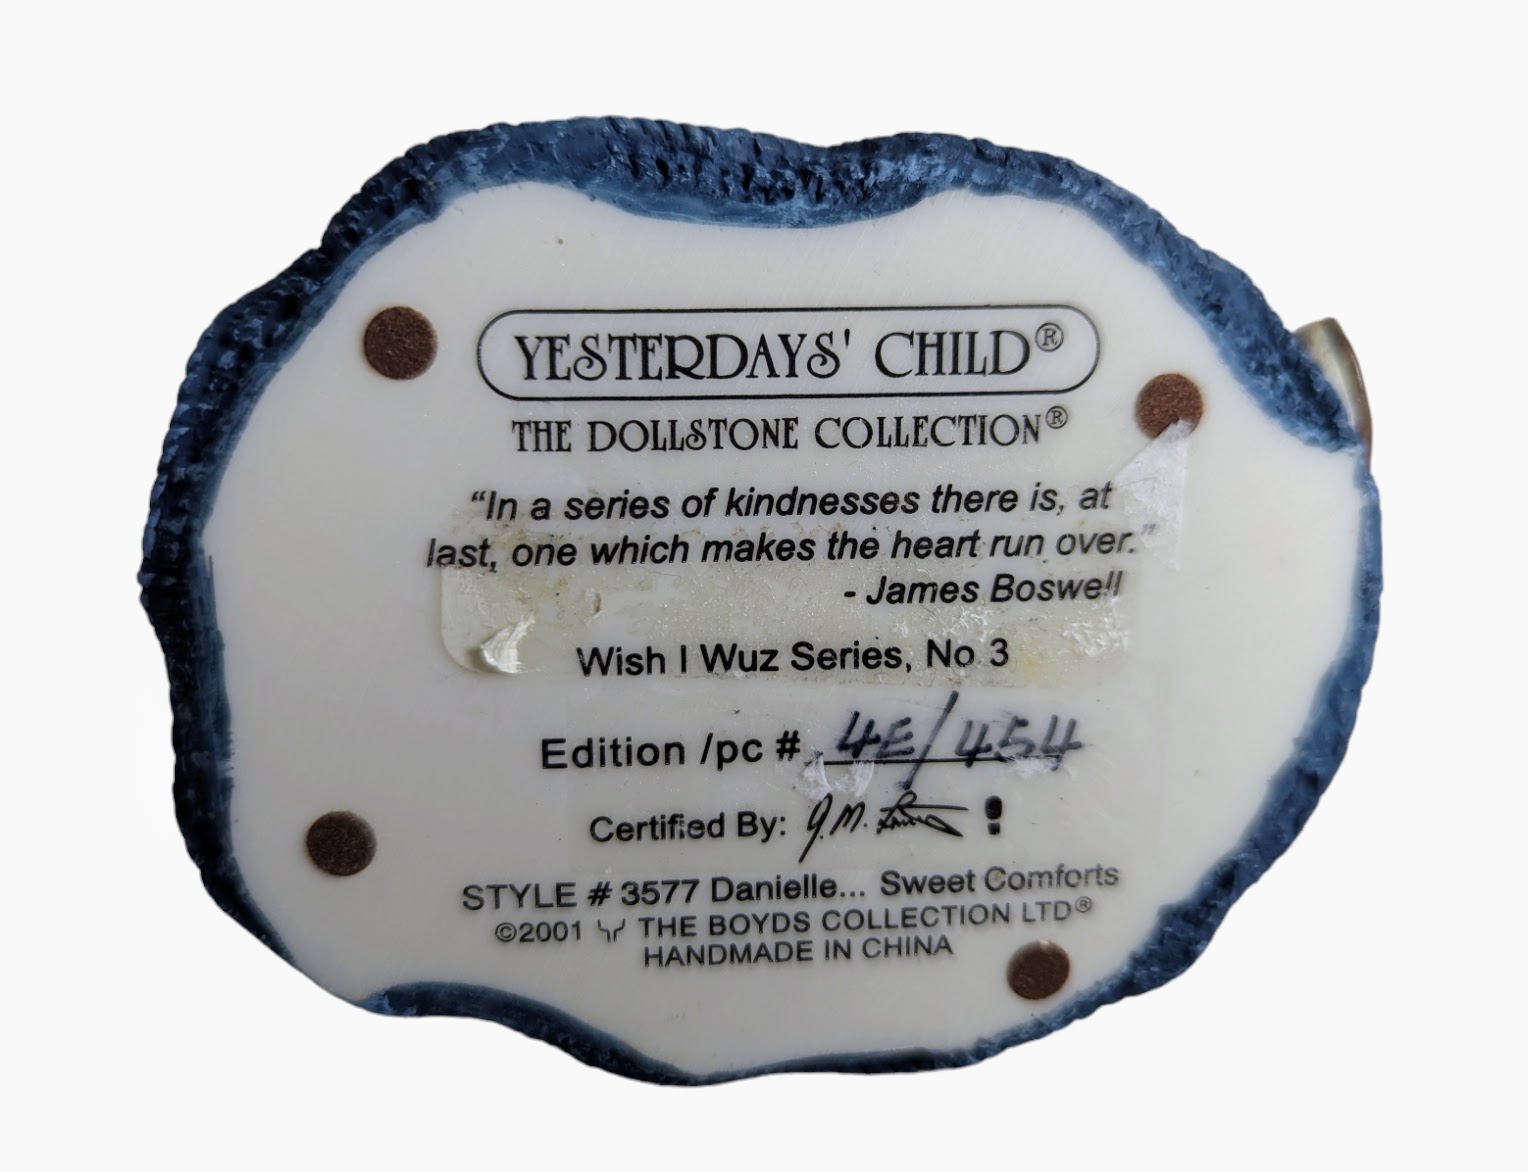 YESTERDAYS' CHILD®
THE DOLLSTONE COLLECTION®
“In a series of kindnesses there is, at
last, one which makes the heart run over.”
- James Boswell
Wish I Wuz Series, No 3
Edition /pc # 4E/454
Certified By: J.M.
STYLE # 3577 Danielle... Sweet Comforts
©2001 THE BOYDS COLLECTION LTD®
HANDMADE IN CHINA